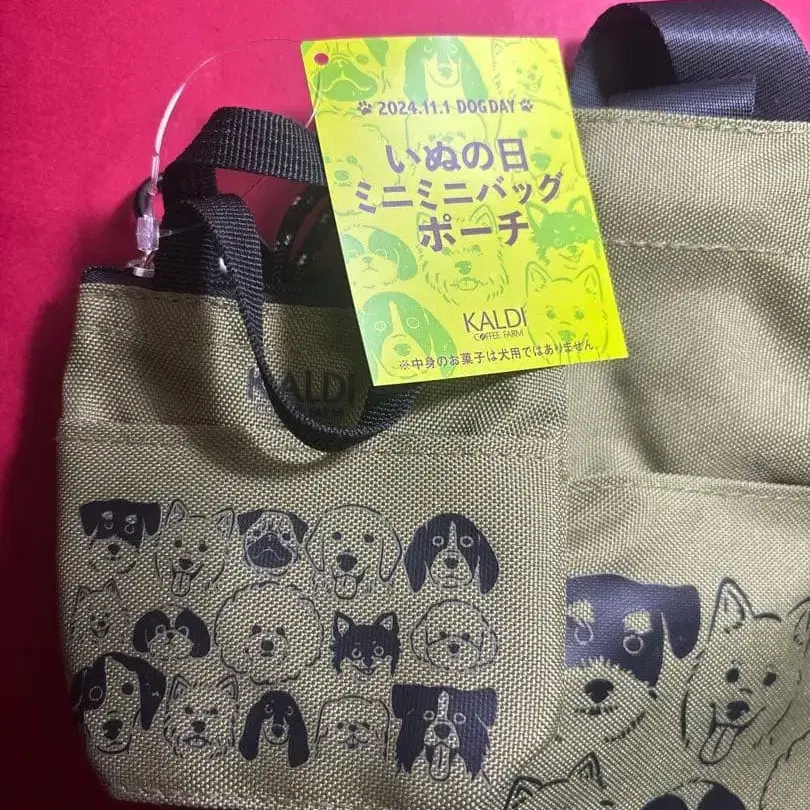 2024.11.1 DOG DAY
いぬの日
ミニミニバッグ
ポーチ
KALDI
COFFEE FARM
※中身のお菓子は犬用ではありません。
KALDI
COFFEE FARM